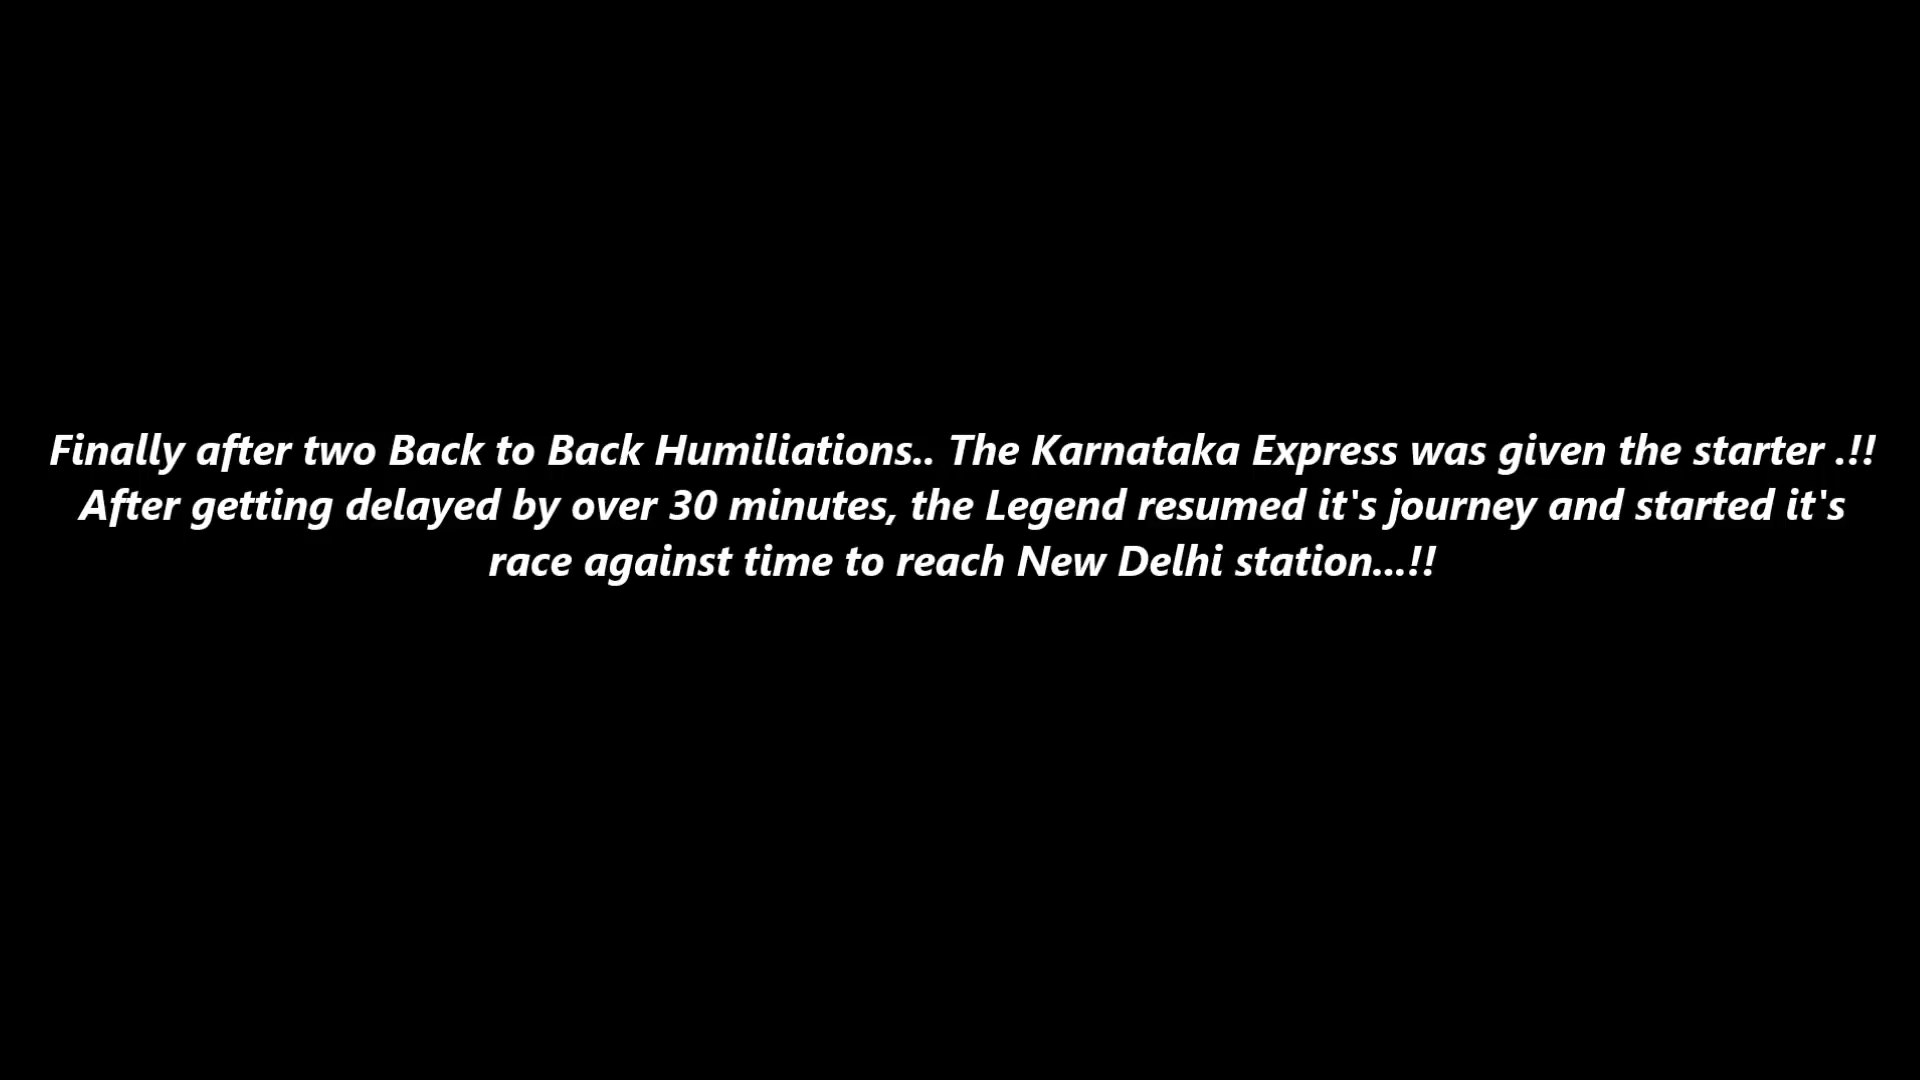 Finally after two Back to Back Humiliations.. The Karnataka Express was given the starter .!!
After getting delayed by over 30 minutes, the Legend resumed it's journey and started it's
race against time to reach New Delhi station...!!